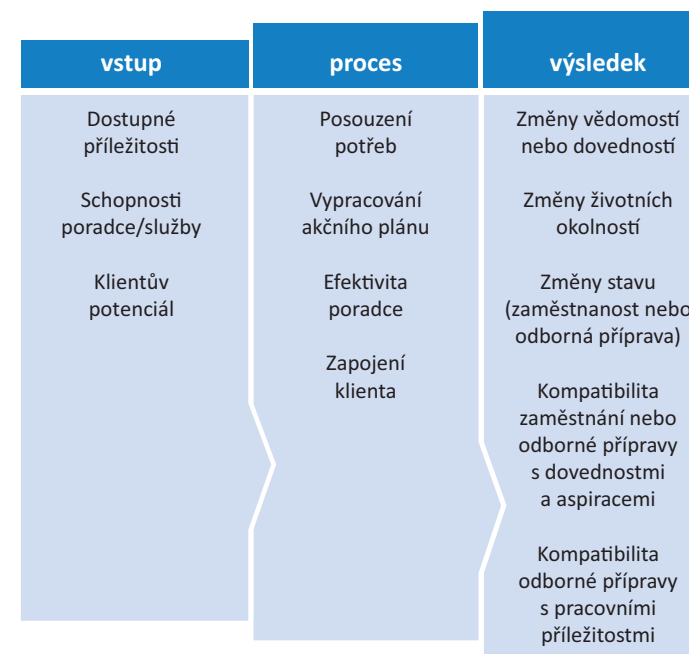 vstup
Dostupné
příležitosti
Schopnosti
poradce/služby
Klientův
potenciál
proces
Posouzení
potřeb
Vypracování
akčního plánu
Efektivita
poradce
Zapojení
klienta
výsledek
Změny vědomostí
nebo dovedností
Změny životních
okolností
Změny stavu
(zaměstnanost nebo
odborná příprava)
Kompatibilita
zaměstnání nebo
odborné přípravy
s dovednostmi
a aspiracemi
Kompatibilita
odborné přípravy
s pracovními
příležitostmi